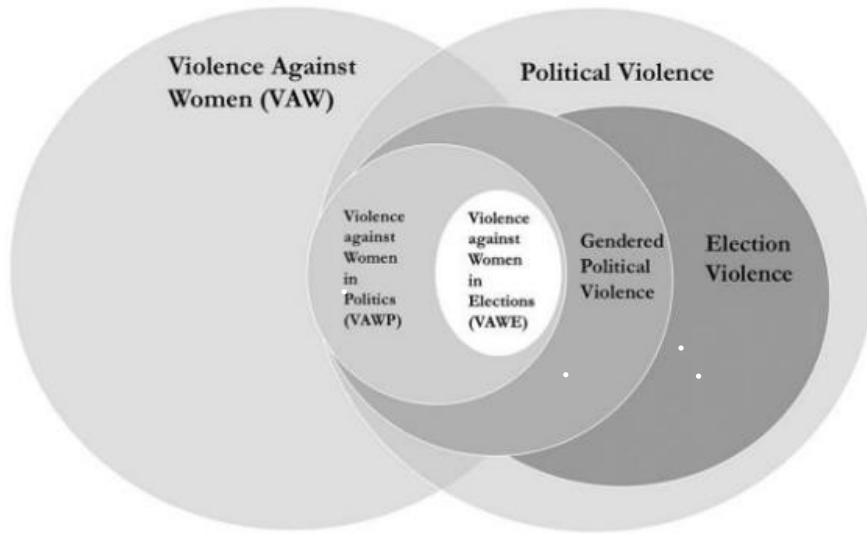 Violence Against
Women (VAW)
Political Violence
Violence
against
Women
in
Politics
(VAWP)
Violence
against
Women
in
Elections
(VAWE)
Gendered
Political
Violence
Election
Violence